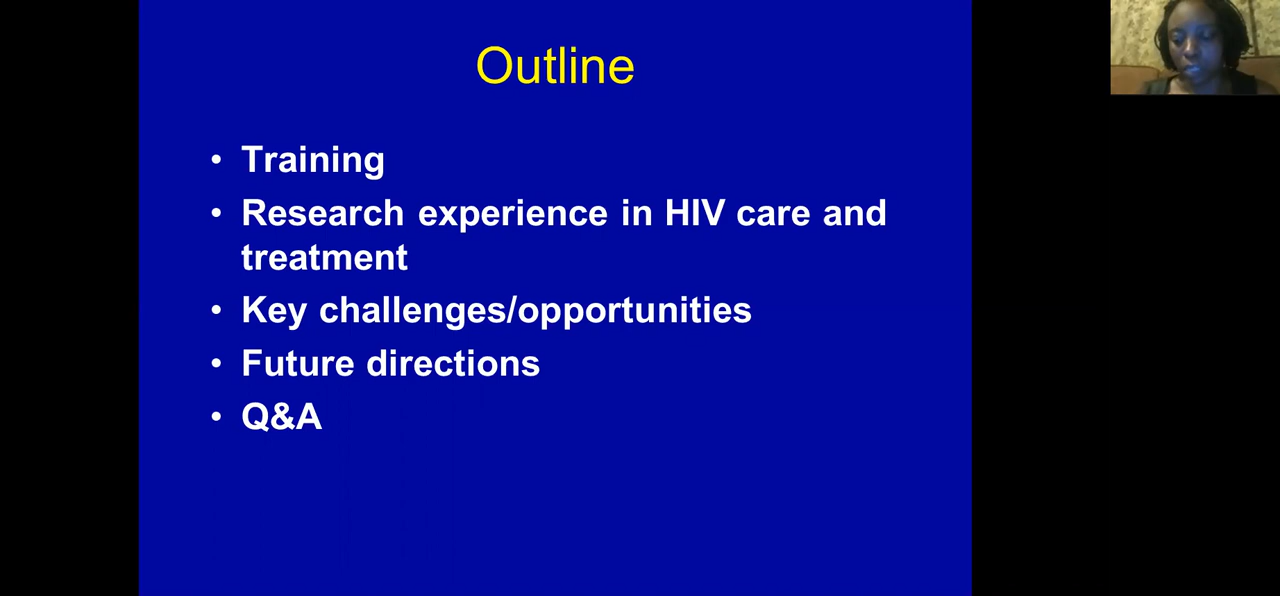 Outline
• Training
• Research experience in HIV care and
treatment
• Key challenges/opportunities
• Future directions
• Q&A